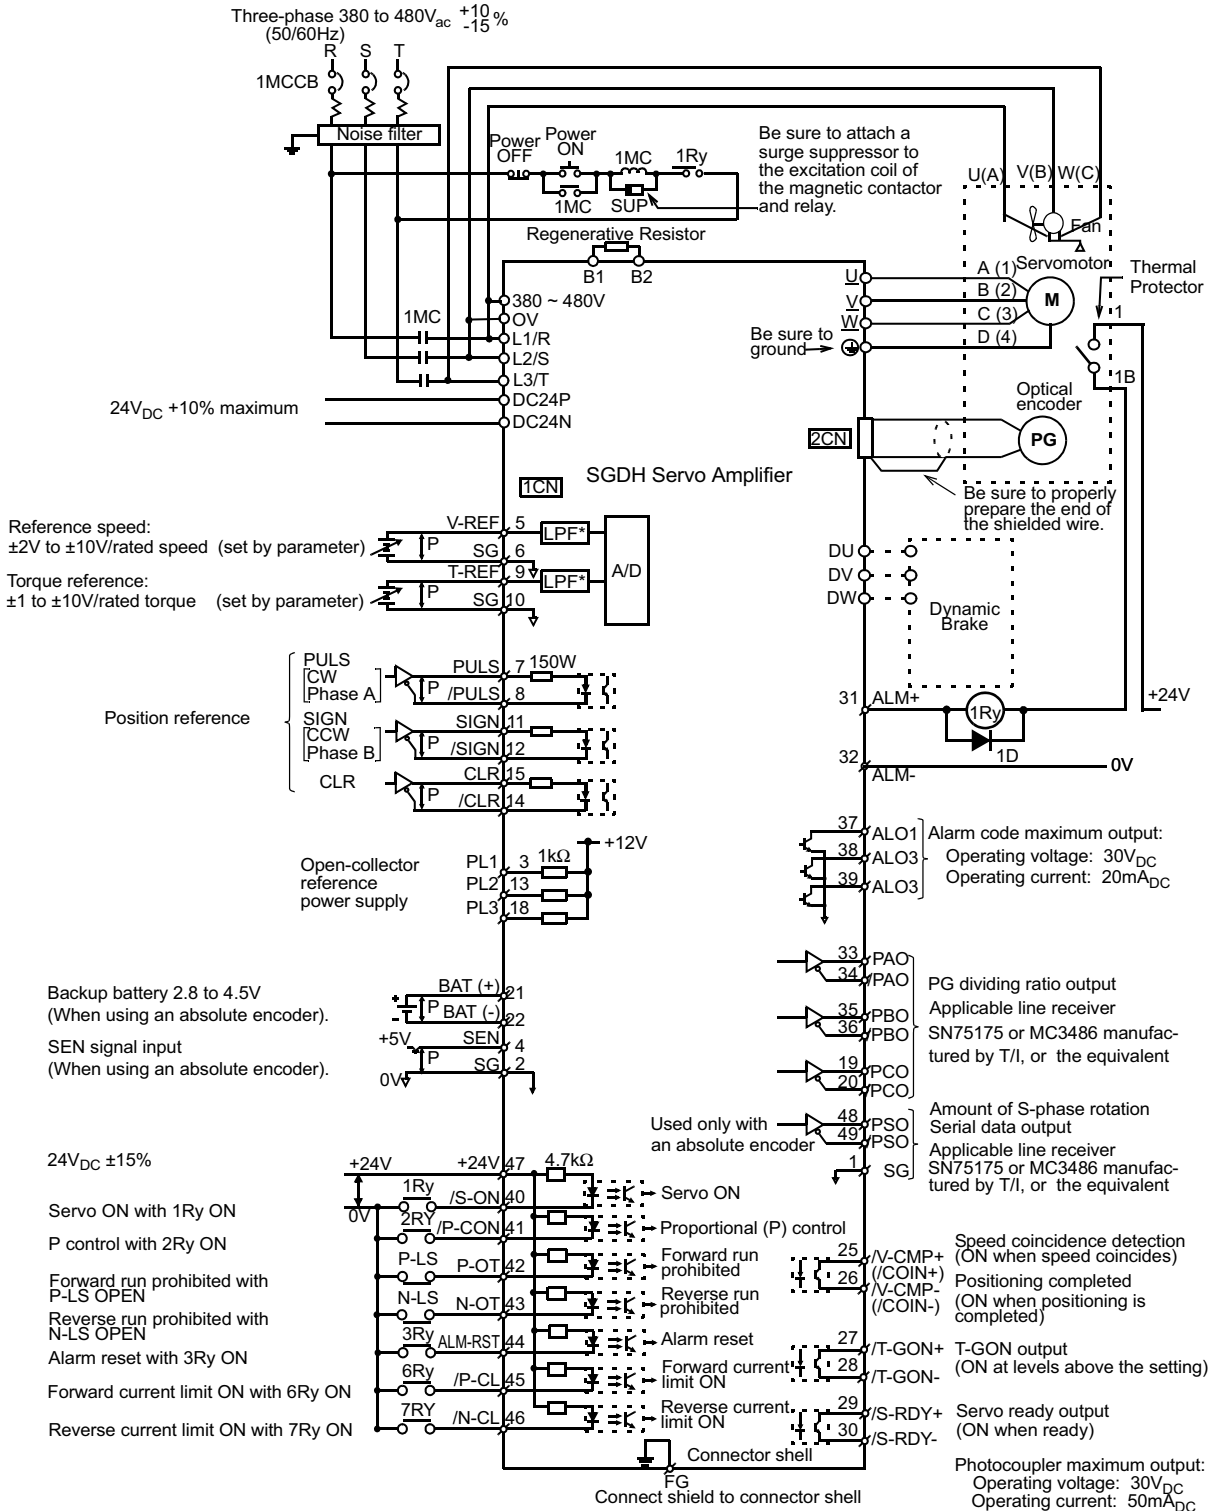 Three-phase 380 to 480Vac +10 -15 %
(50/60Hz)
R S T
1MCCB
Noise filter
Power OFF
Power ON
1MC
1Ry
1MC
SUP
Be sure to attach a
surge suppressor to
the excitation coil of
the magnetic contactor
and relay.
U(A) V(B) W(C)
Fan
Regenerative Resistor
B1 B2
380 ~ 480V
OV
1MC
L1/R
L2/S
L3/T
DC24P
DC24N
24VDC +10% maximum
U
V
W
Be sure to
ground
A (1)
B (2)
C (3)
D (4)
Servomotor
M
Thermal
Protector
1
1B
Optical
encoder
PG
2CN
Be sure to properly
prepare the end of
the shielded wire.
SGDH Servo Amplifier
1CN
Reference speed:
±2V to ±10V/rated speed (set by parameter)
V-REF 5
P
SG 6
LPF*
Torque reference:
±1 to ±10V/rated torque (set by parameter)
T-REF 9
P
SG 10
LPF*
A/D
DU
DV
DW
Dynamic
Brake
Position reference
PULS
CW
Phase A
SIGN
CCW
Phase B
CLR
PULS 7 150W
P
/PULS 8
SIGN 11
P
/SIGN 12
CLR 15
P
/CLR 14
31 ALM+
1Ry
1D
+24V
32
ALM-
0V
Open-collector
reference
power supply
PL1 3 1kΩ
PL2 13
PL3 18
+12V
37 ALO1
38 ALO3
39 ALO3
Alarm code maximum output:
Operating voltage: 30VDC
Operating current: 20mADC
Backup battery 2.8 to 4.5V
(When using an absolute encoder).
+
-
BAT (+) 21
P
BAT (-) 22
SEN signal input
(When using an absolute encoder).
+5V
SEN 4
P
0V
SG 2
33 PAO
34 /PAO
35 PBO
36 /PBO
19 PCO
20 /PCO
PG dividing ratio output
Applicable line receiver
SN75175 or MC3486 manufac-
tured by T/I, or the equivalent
Used only with
an absolute encoder
48 PSO
49 /PSO
1 SG
Amount of S-phase rotation
Serial data output
Applicable line receiver
SN75175 or MC3486 manufac-
tured by T/I, or the equivalent
24VDC ±15%
+24V
0V
+24V 47 4.7kΩ
Servo ON with 1Ry ON
1Ry
/S-ON 40
Servo ON
P control with 2Ry ON
2RY
/P-CON 41
Proportional (P) control
Forward run prohibited with
P-LS OPEN
P-LS
P-OT 42
Forward run
prohibited
Reverse run prohibited with
N-LS OPEN
N-LS
N-OT 43
Reverse run
prohibited
Alarm reset with 3Ry ON
3Ry
ALM-RST 44
Alarm reset
Forward current limit ON with 6Ry ON
6Ry
/P-CL 45
Forward current
limit ON
Reverse current limit ON with 7Ry ON
7RY
/N-CL 46
Reverse current
limit ON
25 /V-CMP+
(/COIN+)
26 /V-CMP-
(/COIN-)
Speed coincidence detection
(ON when speed coincides)
Positioning completed
(ON when positioning is
completed)
27 /T-GON+
28 /T-GON-
T-GON output
(ON at levels above the setting)
29 /S-RDY+
30 /S-RDY-
Servo ready output
(ON when ready)
Connector shell
FG
Connect shield to connector shell
Photocoupler maximum output:
Operating voltage: 30VDC
Operating current: 50mADC